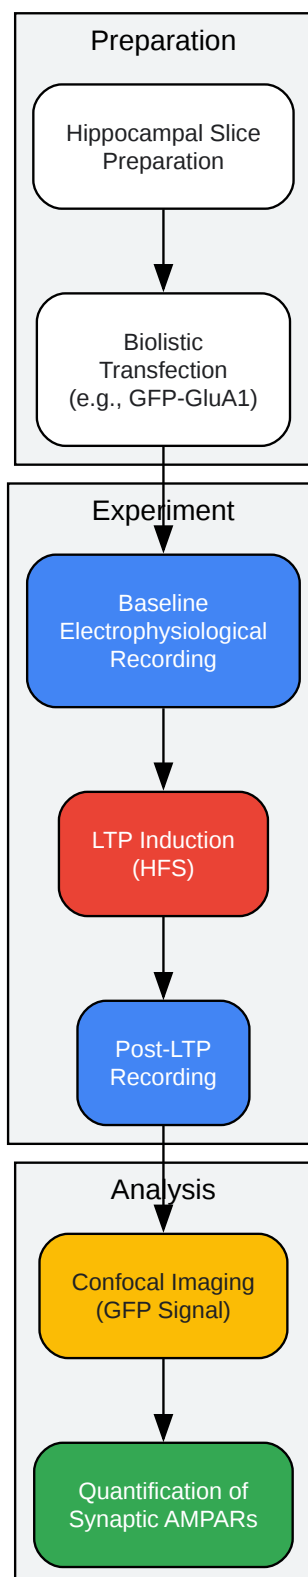 Preparation
Hippocampal Slice
Preparation
Biolistic
Transfection
(e.g., GFP-GluA1)
Experiment
Baseline
Electrophysiological
Recording
LTP Induction
(HFS)
Post-LTP
Recording
Analysis
Confocal Imaging
(GFP Signal)
Quantification of
Synaptic AMPARs